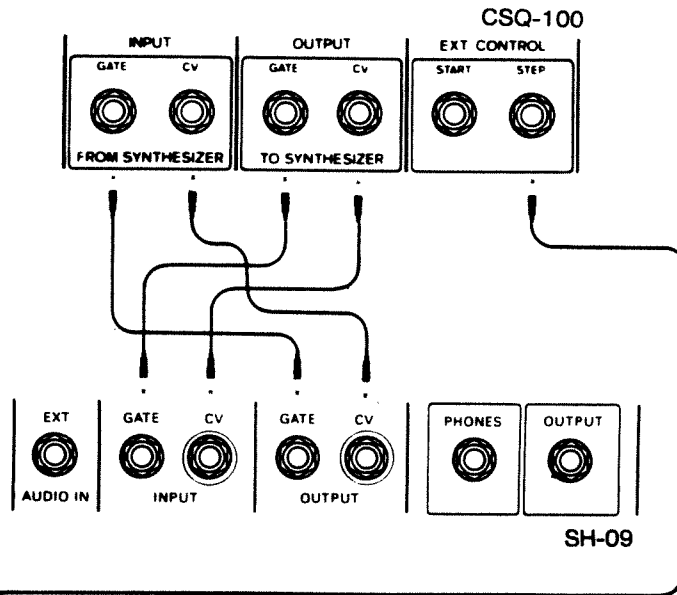 CSQ-100
INPUT OUTPUT EXT CONTROL
GATE CV GATE CV START STEP
FROM SYNTHESIZER TO SYNTHESIZER
EXT GATE CV GATE CV PHONES OUTPUT
AUDIO IN INPUT OUTPUT
SH-09